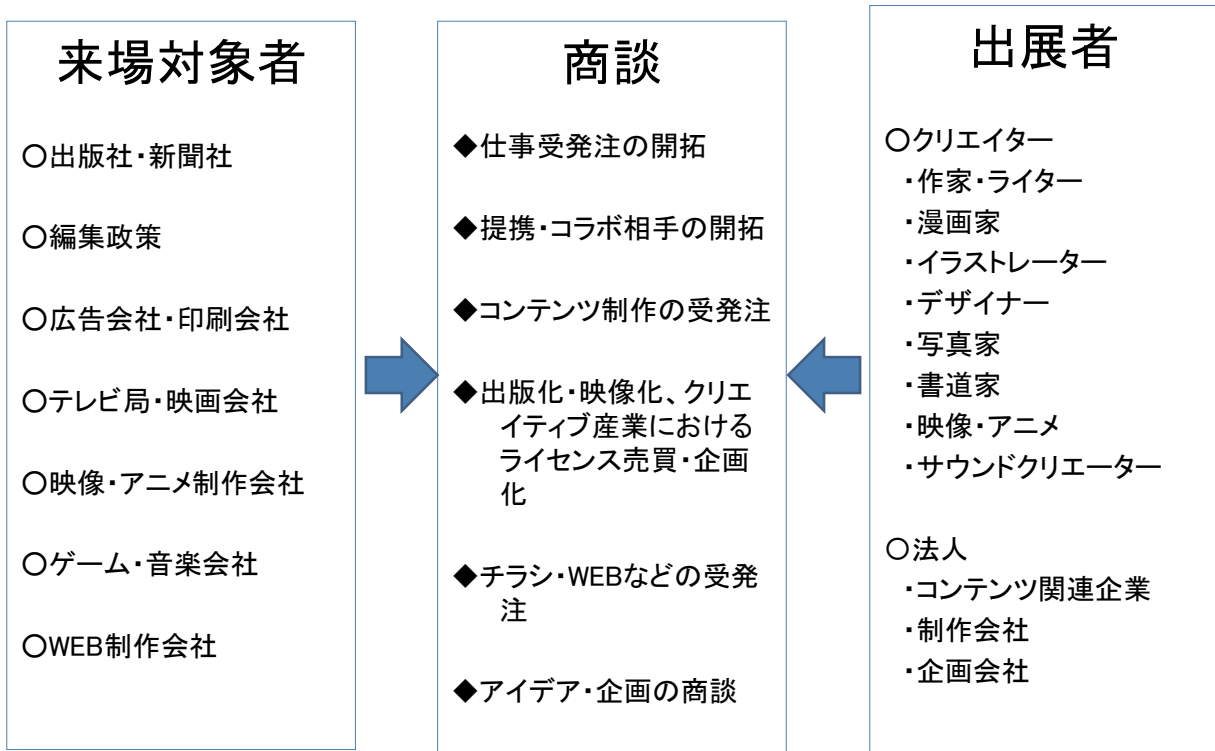 来場対象者
〇出版社・新聞社
〇編集政策
〇広告会社・印刷会社
〇テレビ局・映画会社
〇映像・アニメ制作会社
〇ゲーム・音楽会社
〇WEB制作会社
商談
◆仕事受発注の開拓
◆提携・コラボ相手の開拓
◆コンテンツ制作の受発注
◆出版化・映像化、クリエ
イティブ産業における
ライセンス売買・企画
化
◆チラシ・WEBなどの受発
注
◆アイデア・企画の商談
出展者
〇クリエイター
・作家・ライター
・漫画家
・イラストレーター
・デザイナー
・写真家
・書道家
・映像・アニメ
・サウンドクリエーター
〇法人
・コンテンツ関連企業
・制作会社
・企画会社